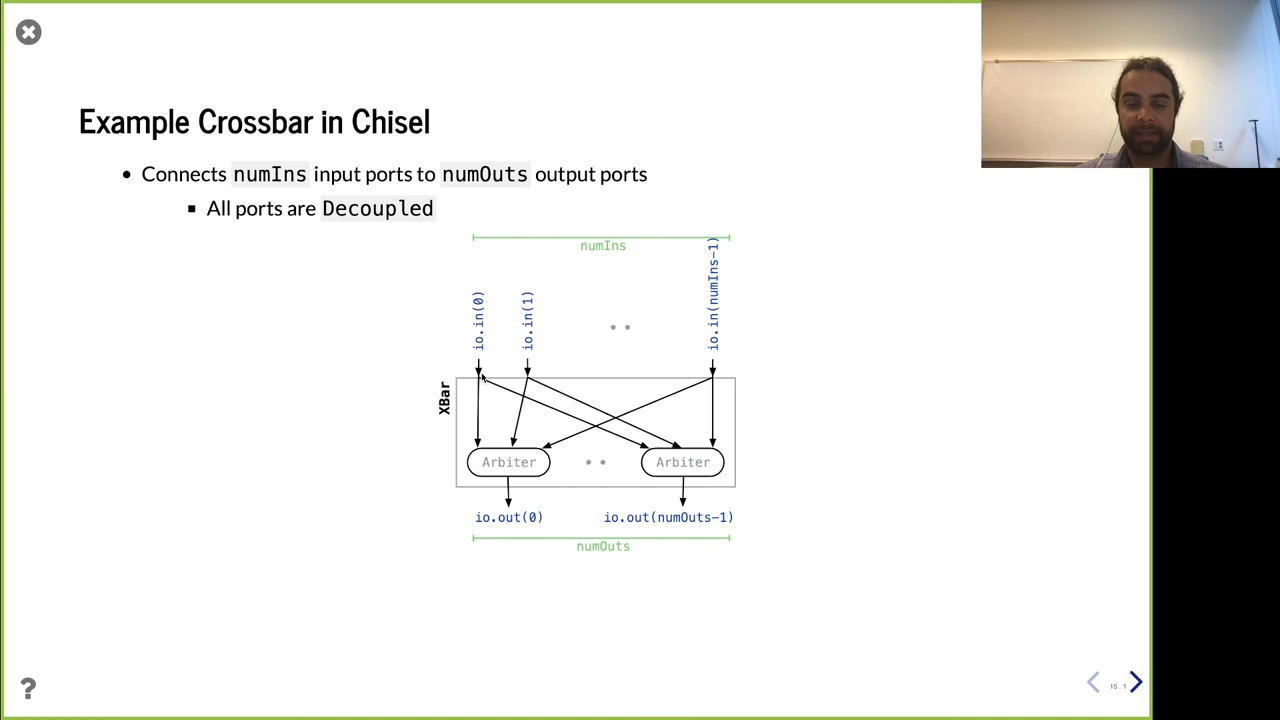 Example Crossbar in Chisel
• Connects numIns input ports to numOuts output ports
▪ All ports are Decoupled
numIns
io.in(0)
io.in(1)
io.in(numIns-1)
XBar
Arbiter
Arbiter
io.out(0)
io.out(numOuts-1)
numOuts
?
15.1